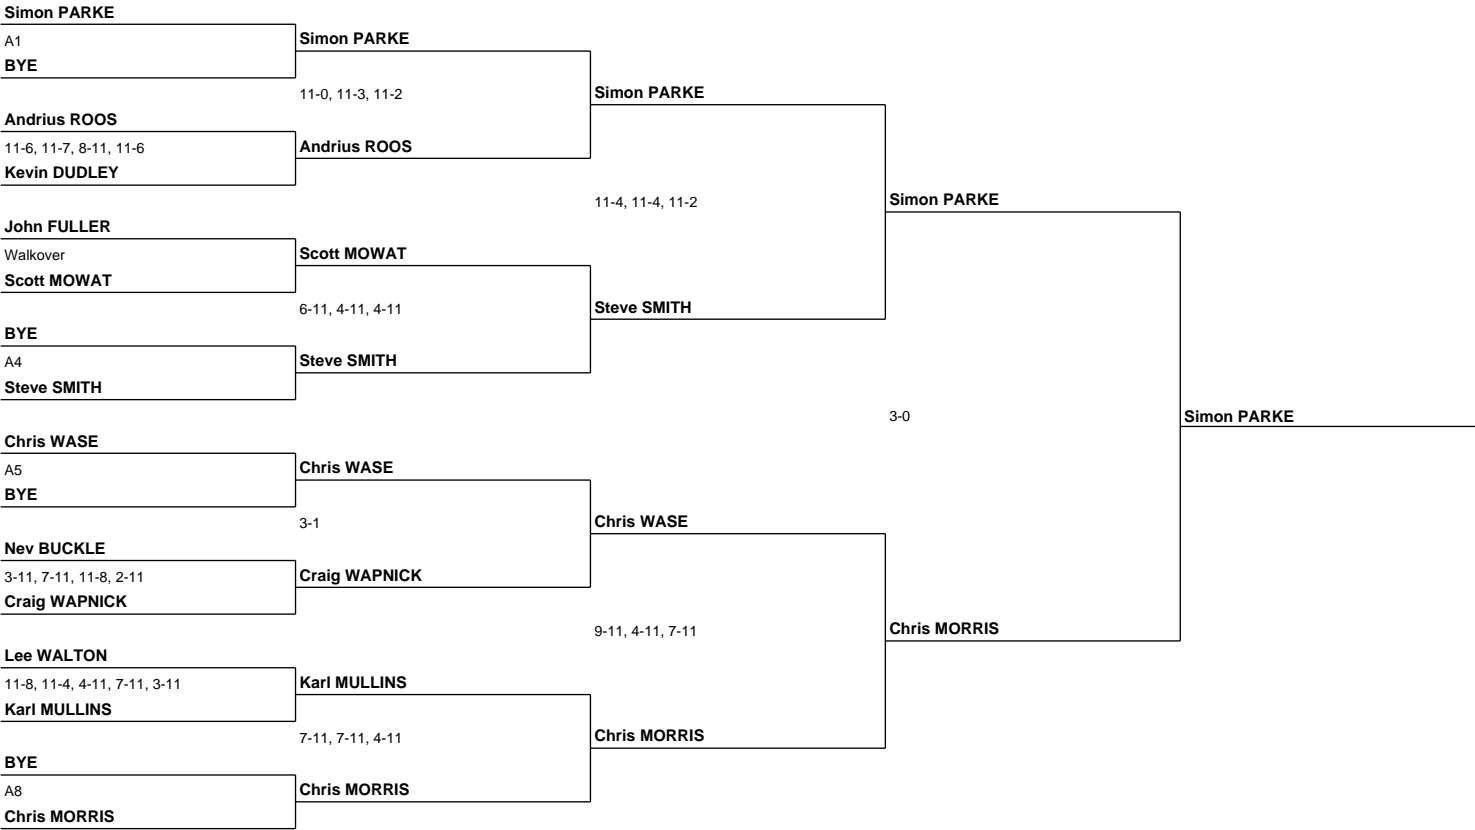 Simon PARKE
A1
BYE
Andrius ROOS
11-6, 11-7, 8-11, 11-6
Kevin DUDLEY
John FULLER
Walkover
Scott MOWAT
BYE
A4
Steve SMITH
Chris WASE
A5
BYE
Nev BUCKLE
3-11, 7-11, 11-8, 2-11
Craig WAPNICK
Lee WALTON
11-8, 11-4, 4-11, 7-11, 3-11
Karl MULLINS
BYE
A8
Chris MORRIS
Simon PARKE
11-0, 11-3, 11-2
Andrius ROOS
Scott MOWAT
6-11, 4-11, 4-11
Steve SMITH
Chris WASE
3-1
Craig WAPNICK
Karl MULLINS
7-11, 7-11, 4-11
Chris MORRIS
Simon PARKE
11-4, 11-4, 11-2
Steve SMITH
Chris WASE
9-11, 4-11, 7-11
Chris MORRIS
Simon PARKE
3-0
Chris MORRIS
Simon PARKE